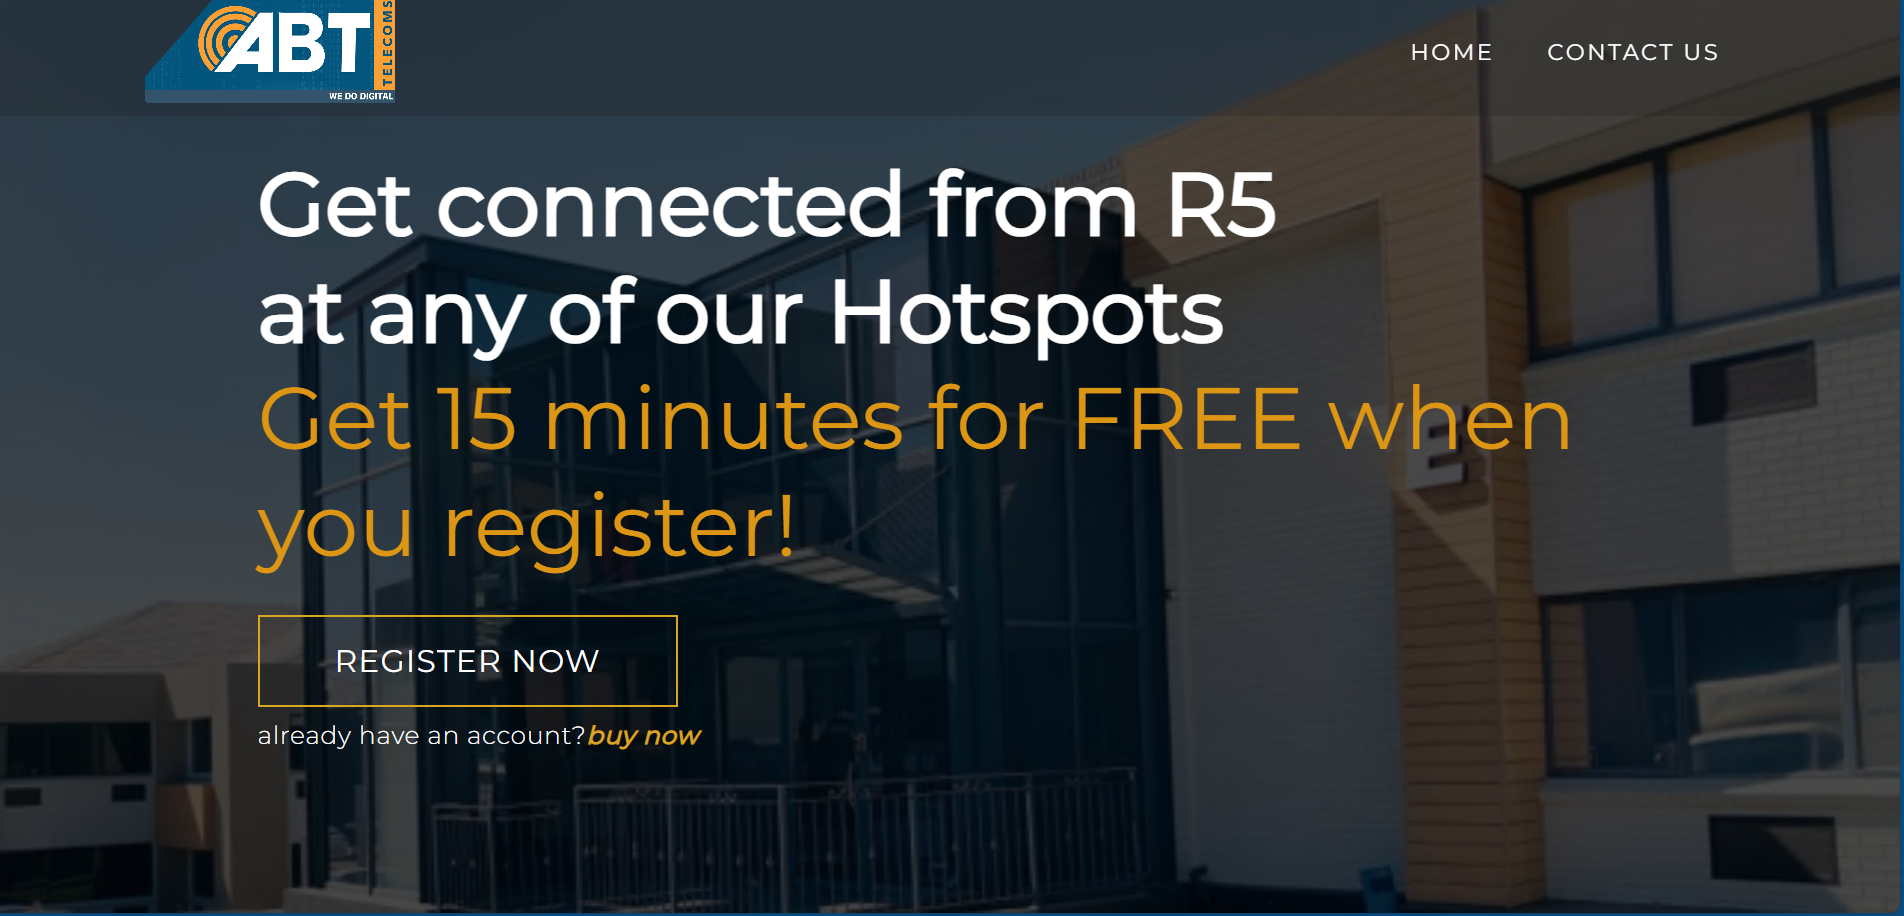 ABT
TELECOMS
WE DO DIGITAL
HOME
CONTACT US
Get connected from R5
at any of our Hotspots
Get 15 minutes for FREE when
you register!
E
REGISTER NOW
already have an account?buy now